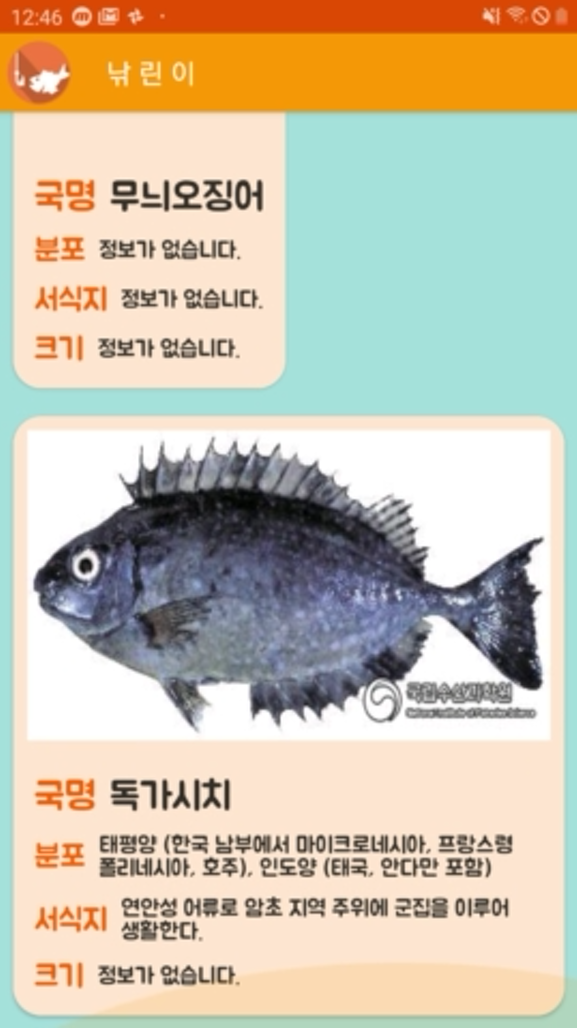 12:46
낚린이
국명 무늬오징어
분포 정보가 없습니다.
서식지 정보가 없습니다.
크기 정보가 없습니다.
국립수산과학원
National Institute of Fisheries Science
국명 독가시치
분포 태평양 (한국 남부에서 마이크로네시아, 프랑스령
폴리네시아, 호주), 인도양 (태국, 안다만 포함)
서식지 연안성 어류로 암초 지역 주위에 군집을 이루어
생활한다.
크기 정보가 없습니다.